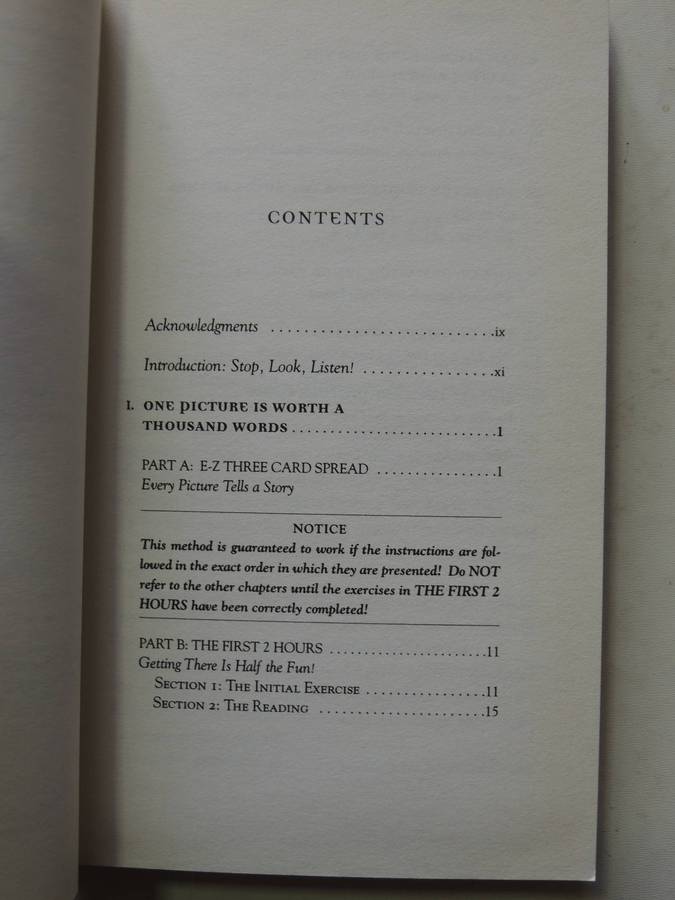 CONTENTS
Acknowledgments ...........................ix
Introduction: Stop, Look, Listen! ................xi
I. ONE PICTURE IS WORTH A
THOUSAND WORDS.........................1
PART A: E-Z THREE CARD SPREAD ...............1
Every Picture Tells a Story
NOTICE
This method is guaranteed to work if the instructions are fol-
lowed in the exact order in which they are presented! Do NOT
refer to the other chapters until the exercises in THE FIRST 2
HOURS have been correctly completed!
PART B: THE FIRST 2 HOURS .....................11
Getting There Is Half the Fun!
SECTION 1: THE INITIAL EXERCISE ................11
SECTION 2: THE READING ......................15